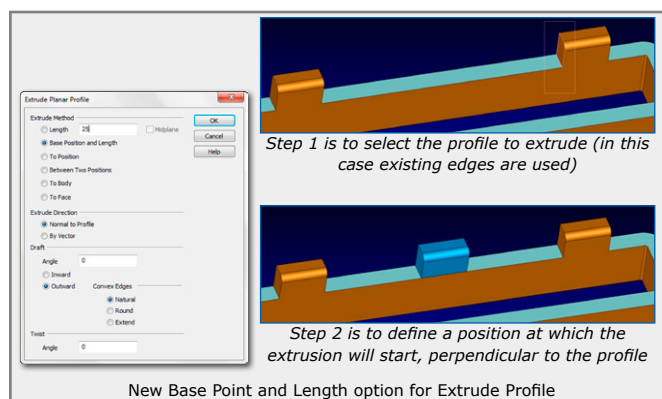 Extrude Planar Profile
Extrude Method
Length 25
Midplane
Base Position and Length
To Position
Between Two Positions
To Body
To Face
Extrude Direction
Normal to Profile
By Vector
Draft
Angle 0
Inward
Outward
Convex Edges
Natural
Round
Extend
Twist
Angle 0
OK
Cancel
Help
Step 1 is to select the profile to extrude (in this
case existing edges are used)
Step 2 is to define a position at which the
extrusion will start, perpendicular to the profile
New Base Point and Length option for Extrude Profile